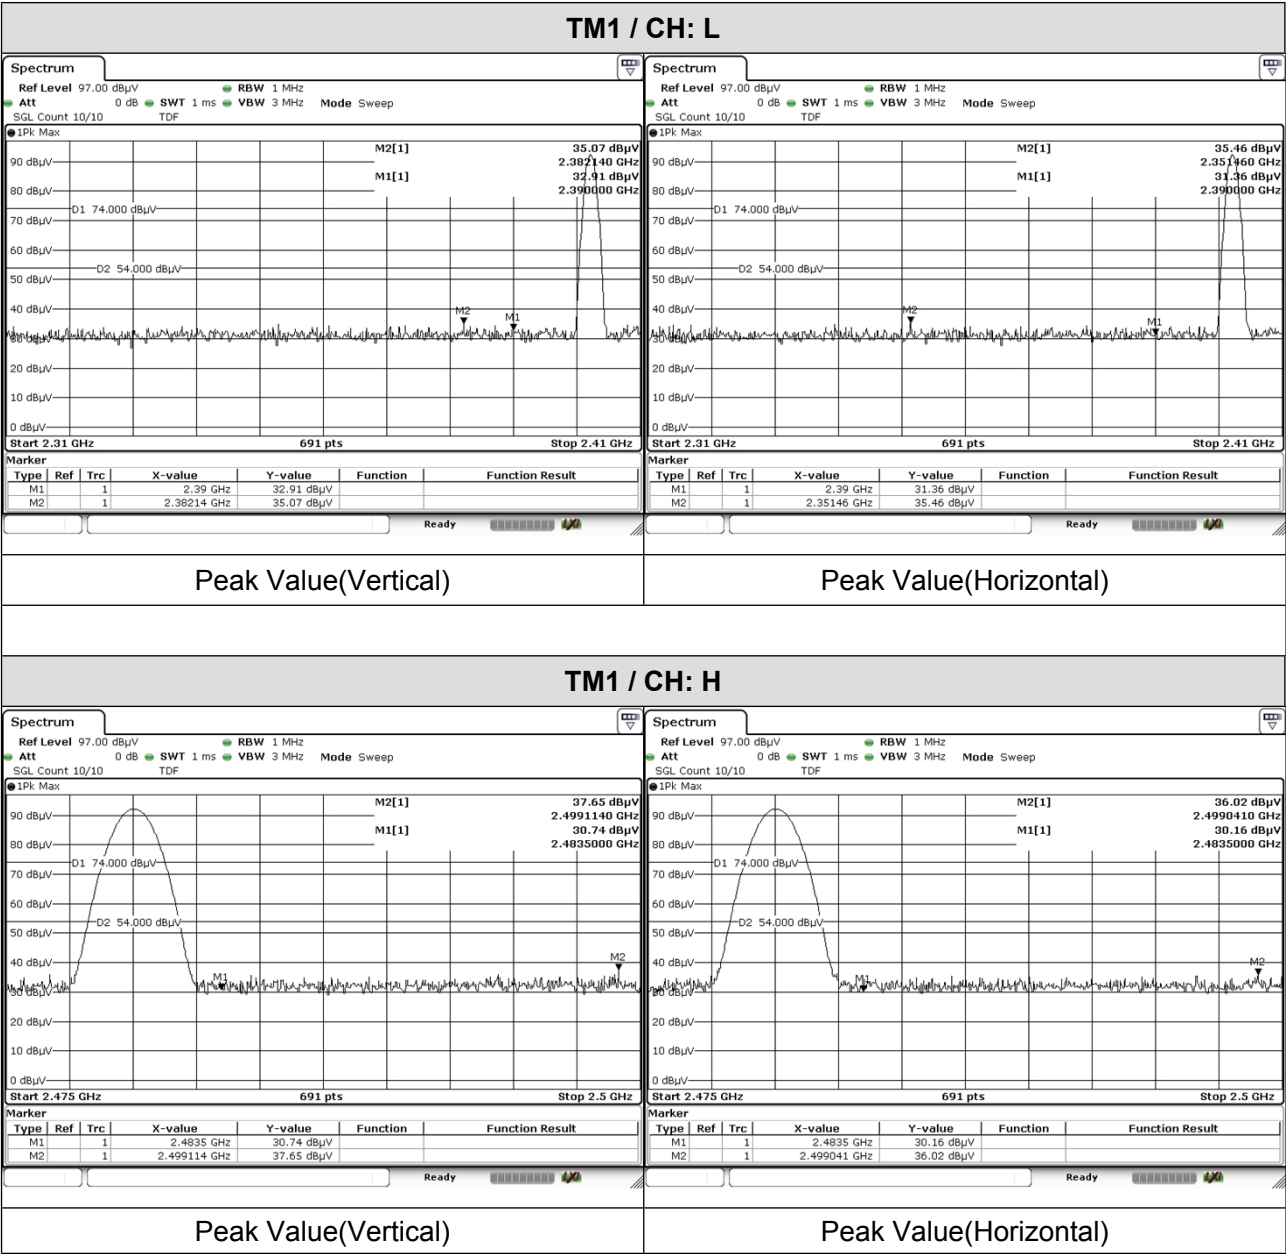 TM1 / CH: L
Spectrum
Ref Level 97.00 dBµV RBW 1 MHz
Att 0 dB SWT 1 ms VBW 3 MHz Mode Sweep
SGL Count 10/10 TDF
1Pk Max
M2[1] 35.07 dBµV
2.382140 GHz
M1[1] 32.91 dBµV
2.390000 GHz
90 dBµV
80 dBµV
D1 74.000 dBµV
70 dBµV
60 dBµV
D2 54.000 dBµV
50 dBµV
40 dBµV
M2
M1
30 dBµV
20 dBµV
10 dBµV
0 dBµV
Start 2.31 GHz 691 pts Stop 2.41 GHz
Marker
Type Ref Trc X-value Y-value Function Function Result
M1 1 2.39 GHz 32.91 dBµV
M2 1 2.38214 GHz 35.07 dBµV
Ready LXI
Peak Value(Vertical)
Spectrum
Ref Level 97.00 dBµV RBW 1 MHz
Att 0 dB SWT 1 ms VBW 3 MHz Mode Sweep
SGL Count 10/10 TDF
1Pk Max
M2[1] 35.46 dBµV
2.351460 GHz
M1[1] 31.36 dBµV
2.390000 GHz
90 dBµV
80 dBµV
D1 74.000 dBµV
70 dBµV
60 dBµV
D2 54.000 dBµV
50 dBµV
40 dBµV
M2
M1
30 dBµV
20 dBµV
10 dBµV
0 dBµV
Start 2.31 GHz 691 pts Stop 2.41 GHz
Marker
Type Ref Trc X-value Y-value Function Function Result
M1 1 2.39 GHz 31.36 dBµV
M2 1 2.35146 GHz 35.46 dBµV
Ready LXI
Peak Value(Horizontal)
TM1 / CH: H
Spectrum
Ref Level 97.00 dBµV RBW 1 MHz
Att 0 dB SWT 1 ms VBW 3 MHz Mode Sweep
SGL Count 10/10 TDF
1Pk Max
M2[1] 37.65 dBµV
2.4991140 GHz
M1[1] 30.74 dBµV
2.4835000 GHz
90 dBµV
80 dBµV
D1 74.000 dBµV
70 dBµV
60 dBµV
D2 54.000 dBµV
50 dBµV
40 dBµV
M2
M1
30 dBµV
20 dBµV
10 dBµV
0 dBµV
Start 2.475 GHz 691 pts Stop 2.5 GHz
Marker
Type Ref Trc X-value Y-value Function Function Result
M1 1 2.4835 GHz 30.74 dBµV
M2 1 2.499114 GHz 37.65 dBµV
Ready LXI
Peak Value(Vertical)
Spectrum
Ref Level 97.00 dBµV RBW 1 MHz
Att 0 dB SWT 1 ms VBW 3 MHz Mode Sweep
SGL Count 10/10 TDF
1Pk Max
M2[1] 36.02 dBµV
2.4990410 GHz
M1[1] 30.16 dBµV
2.4835000 GHz
90 dBµV
80 dBµV
D1 74.000 dBµV
70 dBµV
60 dBµV
D2 54.000 dBµV
50 dBµV
40 dBµV
M2
M1
30 dBµV
20 dBµV
10 dBµV
0 dBµV
Start 2.475 GHz 691 pts Stop 2.5 GHz
Marker
Type Ref Trc X-value Y-value Function Function Result
M1 1 2.4835 GHz 30.16 dBµV
M2 1 2.499041 GHz 36.02 dBµV
Ready LXI
Peak Value(Horizontal)